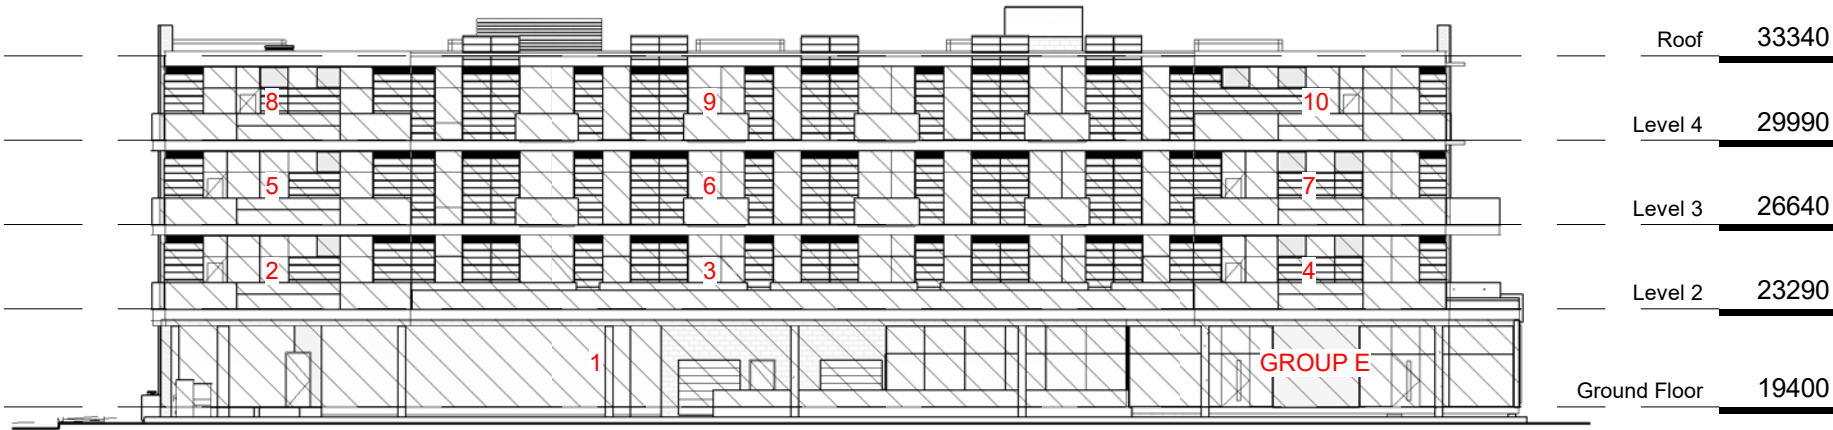 Roof 33340
8 9 10
Level 4 29990
5 6 7
Level 3 26640
2 3 4
Level 2 23290
1 GROUP E
Ground Floor 19400